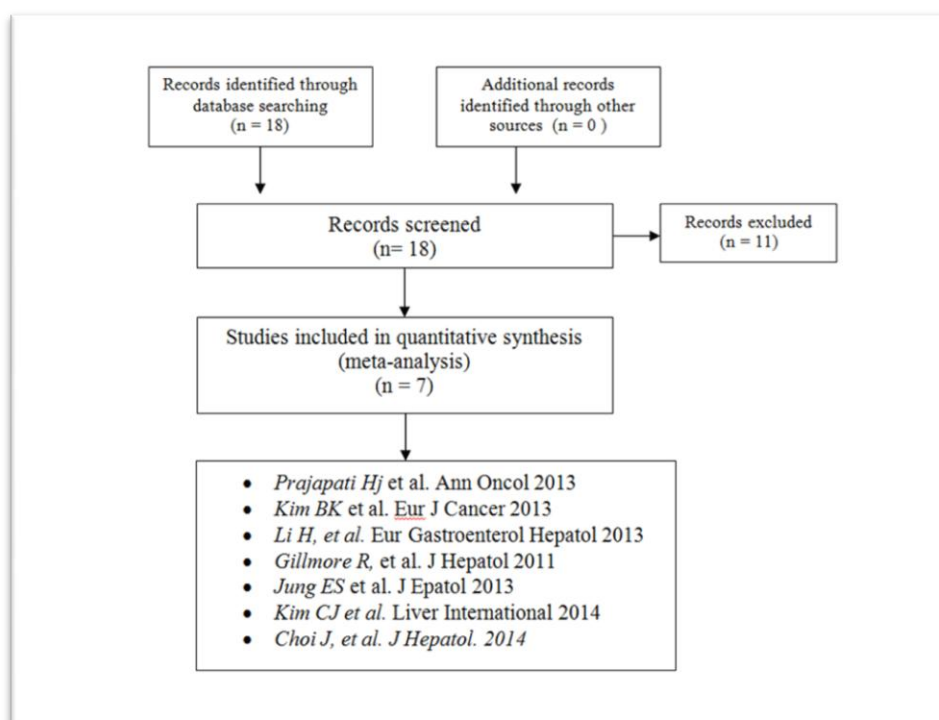 Records identified through
database searching
(n = 18)
Additional records
identified through other
sources (n = 0 )
Records screened
(n= 18)
Records excluded
(n = 11)
Studies included in quantitative synthesis
(meta-analysis)
(n = 7)
• Prajapati Hj et al. Ann Oncol 2013
• Kim BK et al. Eur J Cancer 2013
• Li H, et al. Eur Gastroenterol Hepatol 2013
• Gillmore R, et al. J Hepatol 2011
• Jung ES et al. J Epatol 2013
• Kim CJ et al. Liver International 2014
• Choi J, et al. J Hepatol. 2014